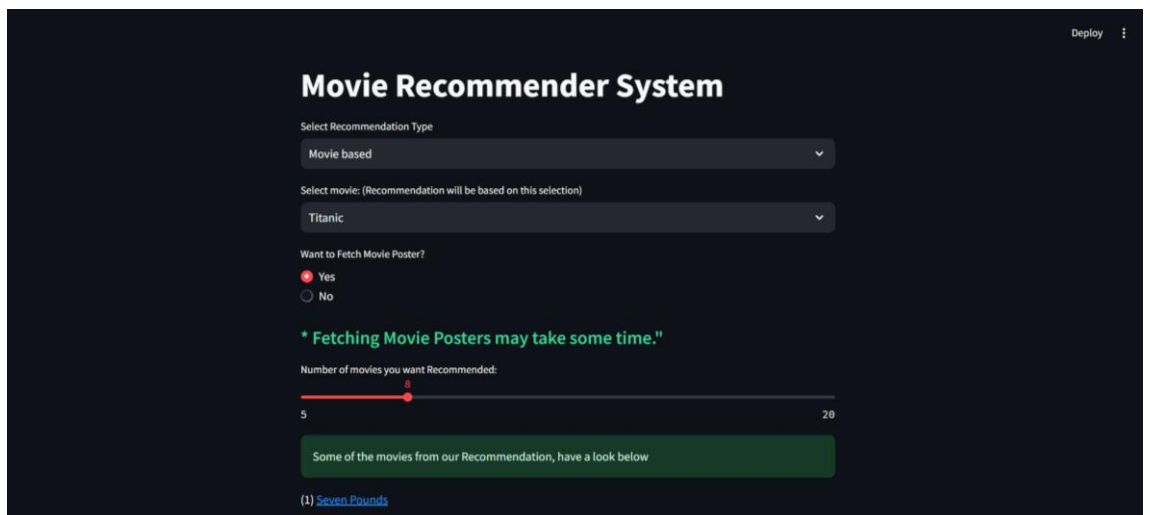 Deploy
Movie Recommender System
Select Recommendation Type
Movie based
Select movie: (Recommendation will be based on this selection)
Titanic
Want to Fetch Movie Poster?
Yes
No
* Fetching Movie Posters may take some time."
Number of movies you want Recommended:
8
5 20
Some of the movies from our Recommendation, have a look below
(1) Seven Pounds